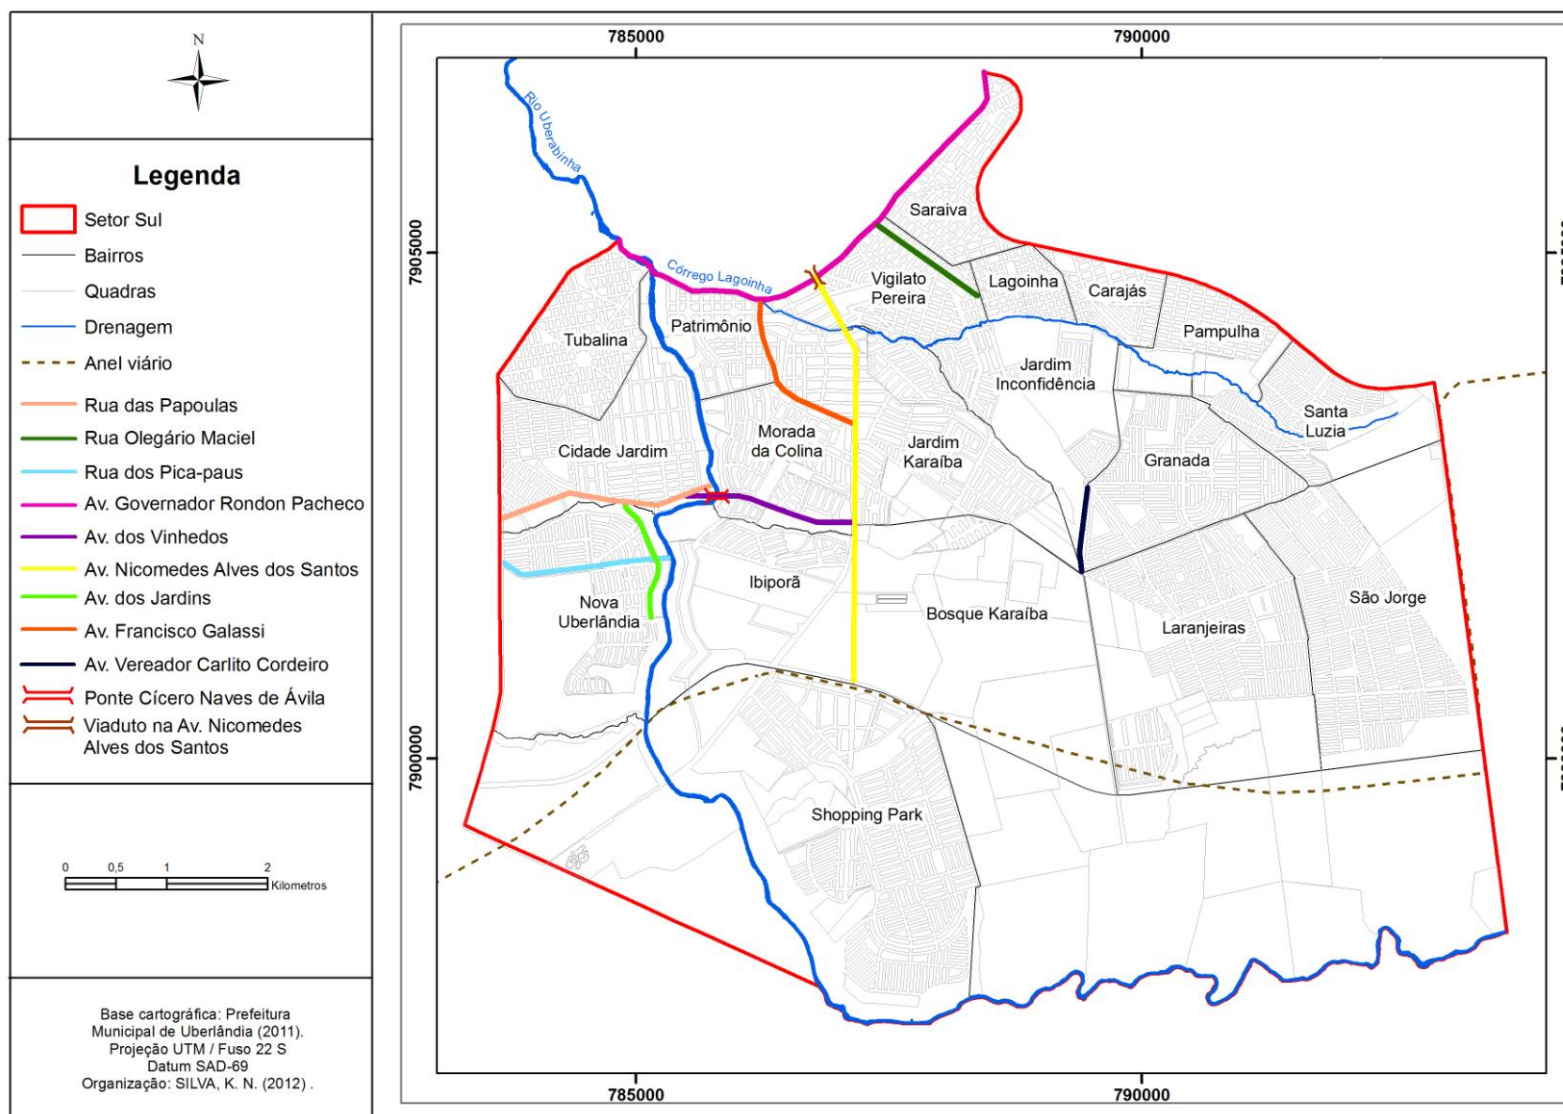 N
Legenda
Setor Sul
Bairros
Quadras
Drenagem
Anel viário
Rua das Papoulas
Rua Olegário Maciel
Rua dos Pica-paus
Av. Governador Rondon Pacheco
Av. dos Vinhedos
Av. Nicomedes Alves dos Santos
Av. dos Jardins
Av. Francisco Galassi
Av. Vereador Carlito Cordeiro
Ponte Cícero Naves de Ávila
Viaduto na Av. Nicomedes
Alves dos Santos
0 0,5 1 2
Kilometros
Base cartográfica: Prefeitura
Municipal de Uberlândia (2011).
Projeção UTM / Fuso 22 S
Datum SAD-69
Organização: SILVA, K. N. (2012) .
785000 790000
Rio Uberabinha
Saraiva
7905000
Córrego Lagoinha
Vigilato
Pereira
Lagoinha
Carajás
Patrimônio
Pampulha
Tubalina
Jardim
Inconfidência
Santa
Luzia
Cidade Jardim
Morada
da Colina
Jardim
Karaíba
Granada
Ibiporã
Nova
Uberlândia
Bosque Karaíba
São Jorge
Laranjeiras
7900000
Shopping Park
785000 790000